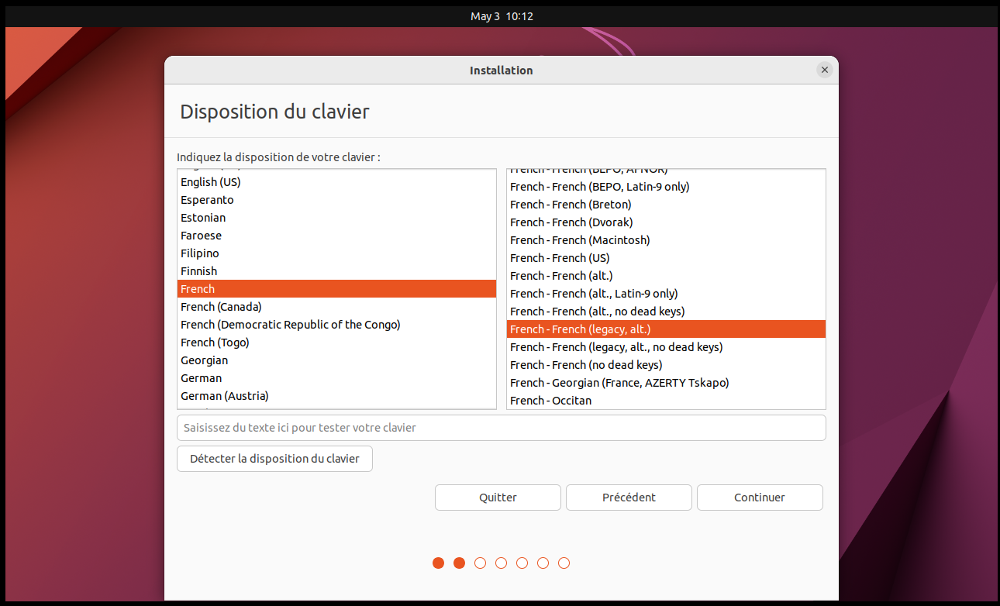 May 3 10:12
Installation
Disposition du clavier
Indiquez la disposition de votre clavier :
English (US)
Esperanto
Estonian
Faroese
Filipino
Finnish
French
French (Canada)
French (Democratic Republic of the Congo)
French (Togo)
Georgian
German
German (Austria)
French - French (BEPO, AFNOR)
French - French (BEPO, Latin-9 only)
French - French (Breton)
French - French (Dvorak)
French - French (Macintosh)
French - French (US)
French - French (alt.)
French - French (alt., Latin-9 only)
French - French (alt., no dead keys)
French - French (legacy, alt.)
French - French (legacy, alt., no dead keys)
French - French (no dead keys)
French - Georgian (France, AZERTY Tskapo)
French - Occitan
Saisissez du texte ici pour tester votre clavier
Détecter la disposition du clavier
Quitter
Précédent
Continuer